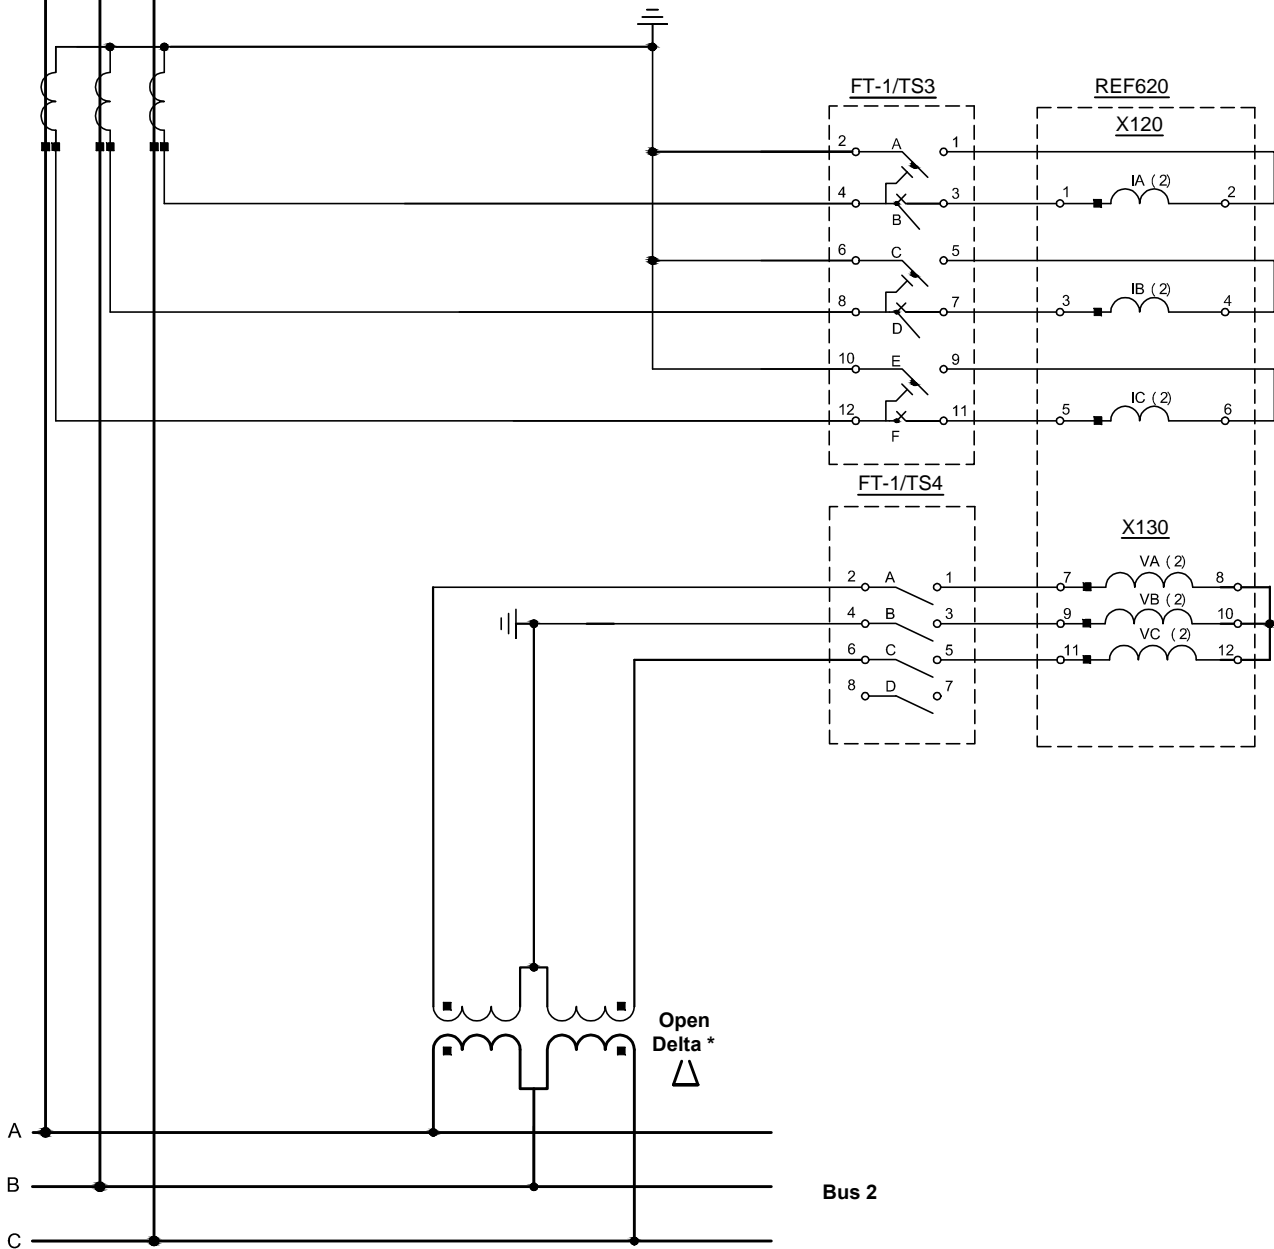 FT-1/TS3
REF620
X120
2 A 1
IA (2)
4 3 1 2
B
6 C 5
IB (2)
8 7 3 4
D
10 E 9
IC (2)
12 11 5 6
F
FT-1/TS4
X130
VA (2)
2 A 1 7 8
VB (2)
4 B 3 9 10
VC (2)
6 C 5 11 12
8 D 7
Open
Delta *
A
B
Bus 2
C